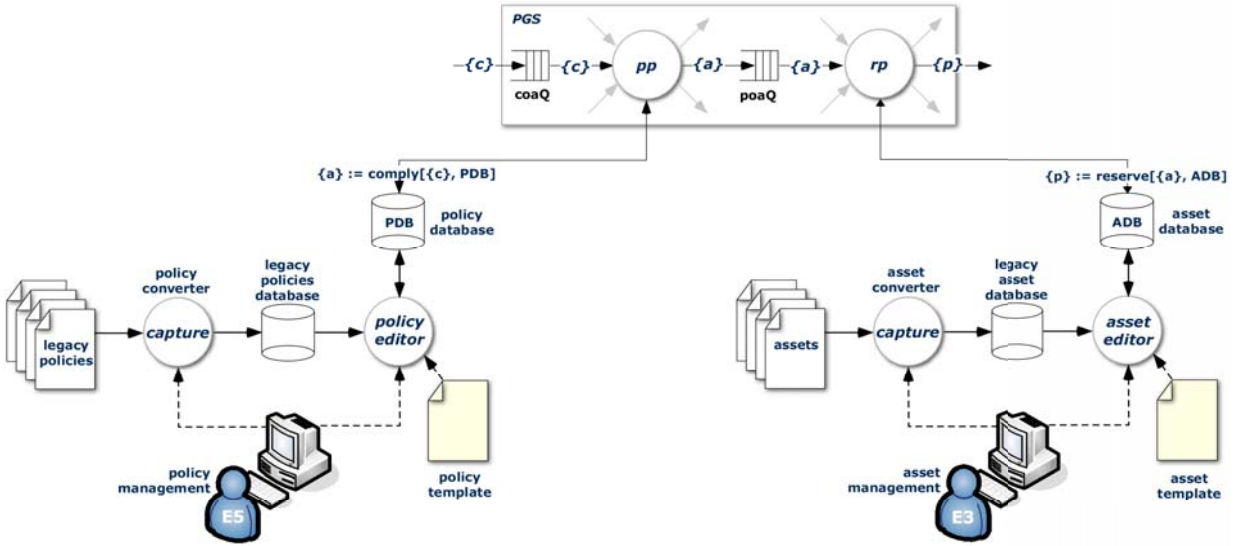 PGS
{c}
{c}
pp
{a}
{a}
rp
{p}
coaQ
poaQ
{a} := comply[{c}, PDB]
{p} := reserve[{a}, ADB]
PDB
policy
database
ADB
asset
database
policy
converter
legacy
policies
database
asset
converter
legacy
asset
database
legacy
policies
capture
policy
editor
assets
capture
asset
editor
policy
management
E5
policy
template
asset
management
E3
asset
template